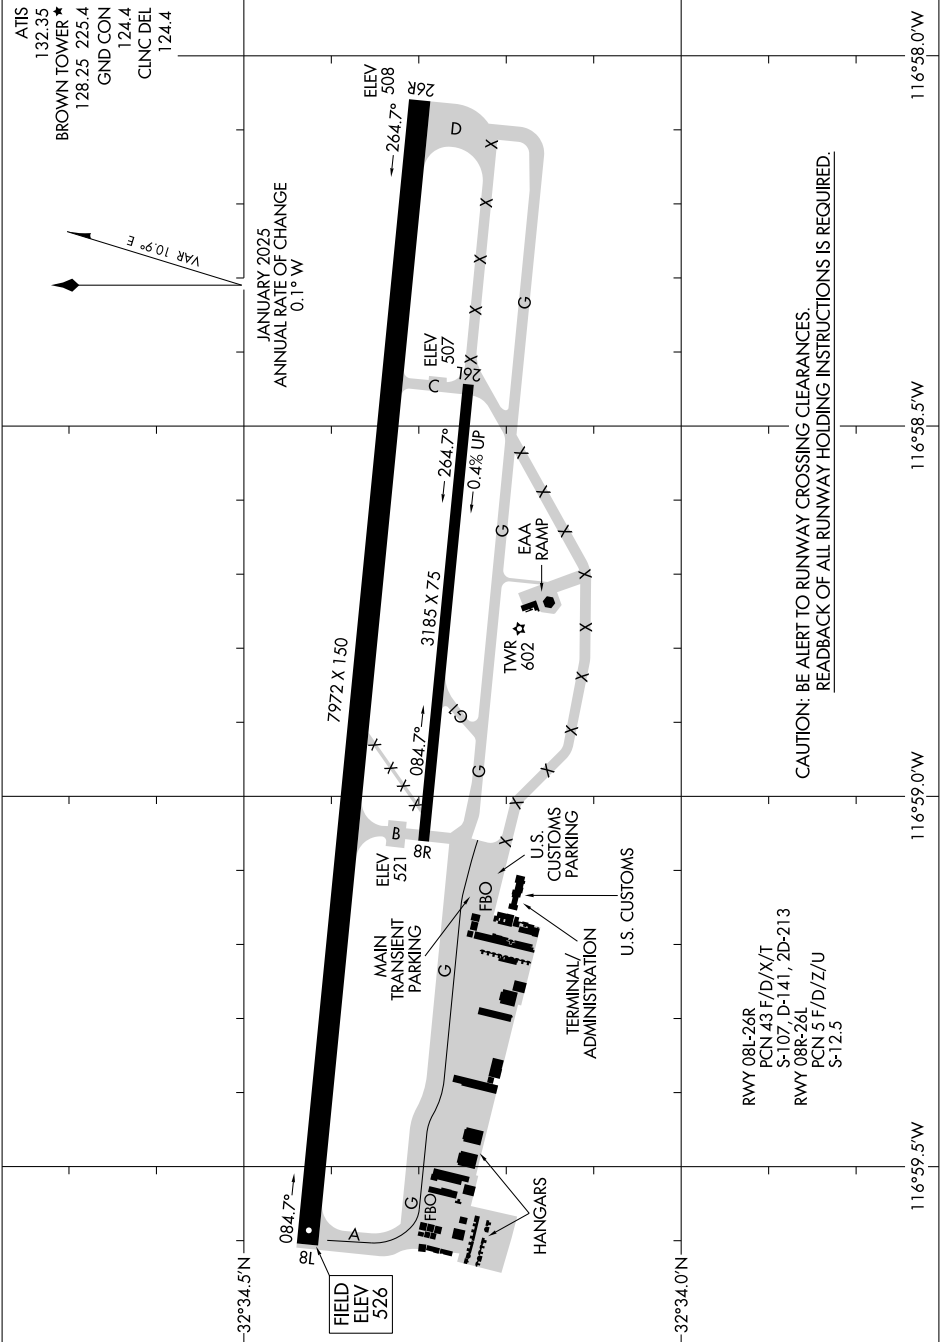 ATIS
132.35
BROWN TOWER ★
128.25 225.4
GND CON
124.4
CLNC DEL
124.4
VAR 10.9° E
JANUARY 2025
ANNUAL RATE OF CHANGE
0.1° W
116°58.0'W
116°58.5'W
116°59.0'W
116°59.5'W
32°34.5'N
32°34.0'N
ELEV
508
26R
264.7°
D
X
X
X
X
X
G
ELEV
507
26L
C
264.7°
0.4% UP
7972 X 150
3185 X 75
G
EAA
RAMP
TWR
602
X
X
X
X
X
X
X
X
X
X
G1
084.7°
X
X
X
X
G
B
8R
ELEV
521
U.S.
CUSTOMS
PARKING
FBO
MAIN
TRANSIENT
PARKING
G
TERMINAL/
ADMINISTRATION
U.S. CUSTOMS
084.7°
8L
A
G
FBO
HANGARS
FIELD
ELEV
526
CAUTION: BE ALERT TO RUNWAY CROSSING CLEARANCES.
READBACK OF ALL RUNWAY HOLDING INSTRUCTIONS IS REQUIRED.
RWY 08L-26R
PCN 43 F/D/X/T
S-107, D-141, 2D-213
RWY 08R-26L
PCN 5 F/D/Z/U
S-12.5